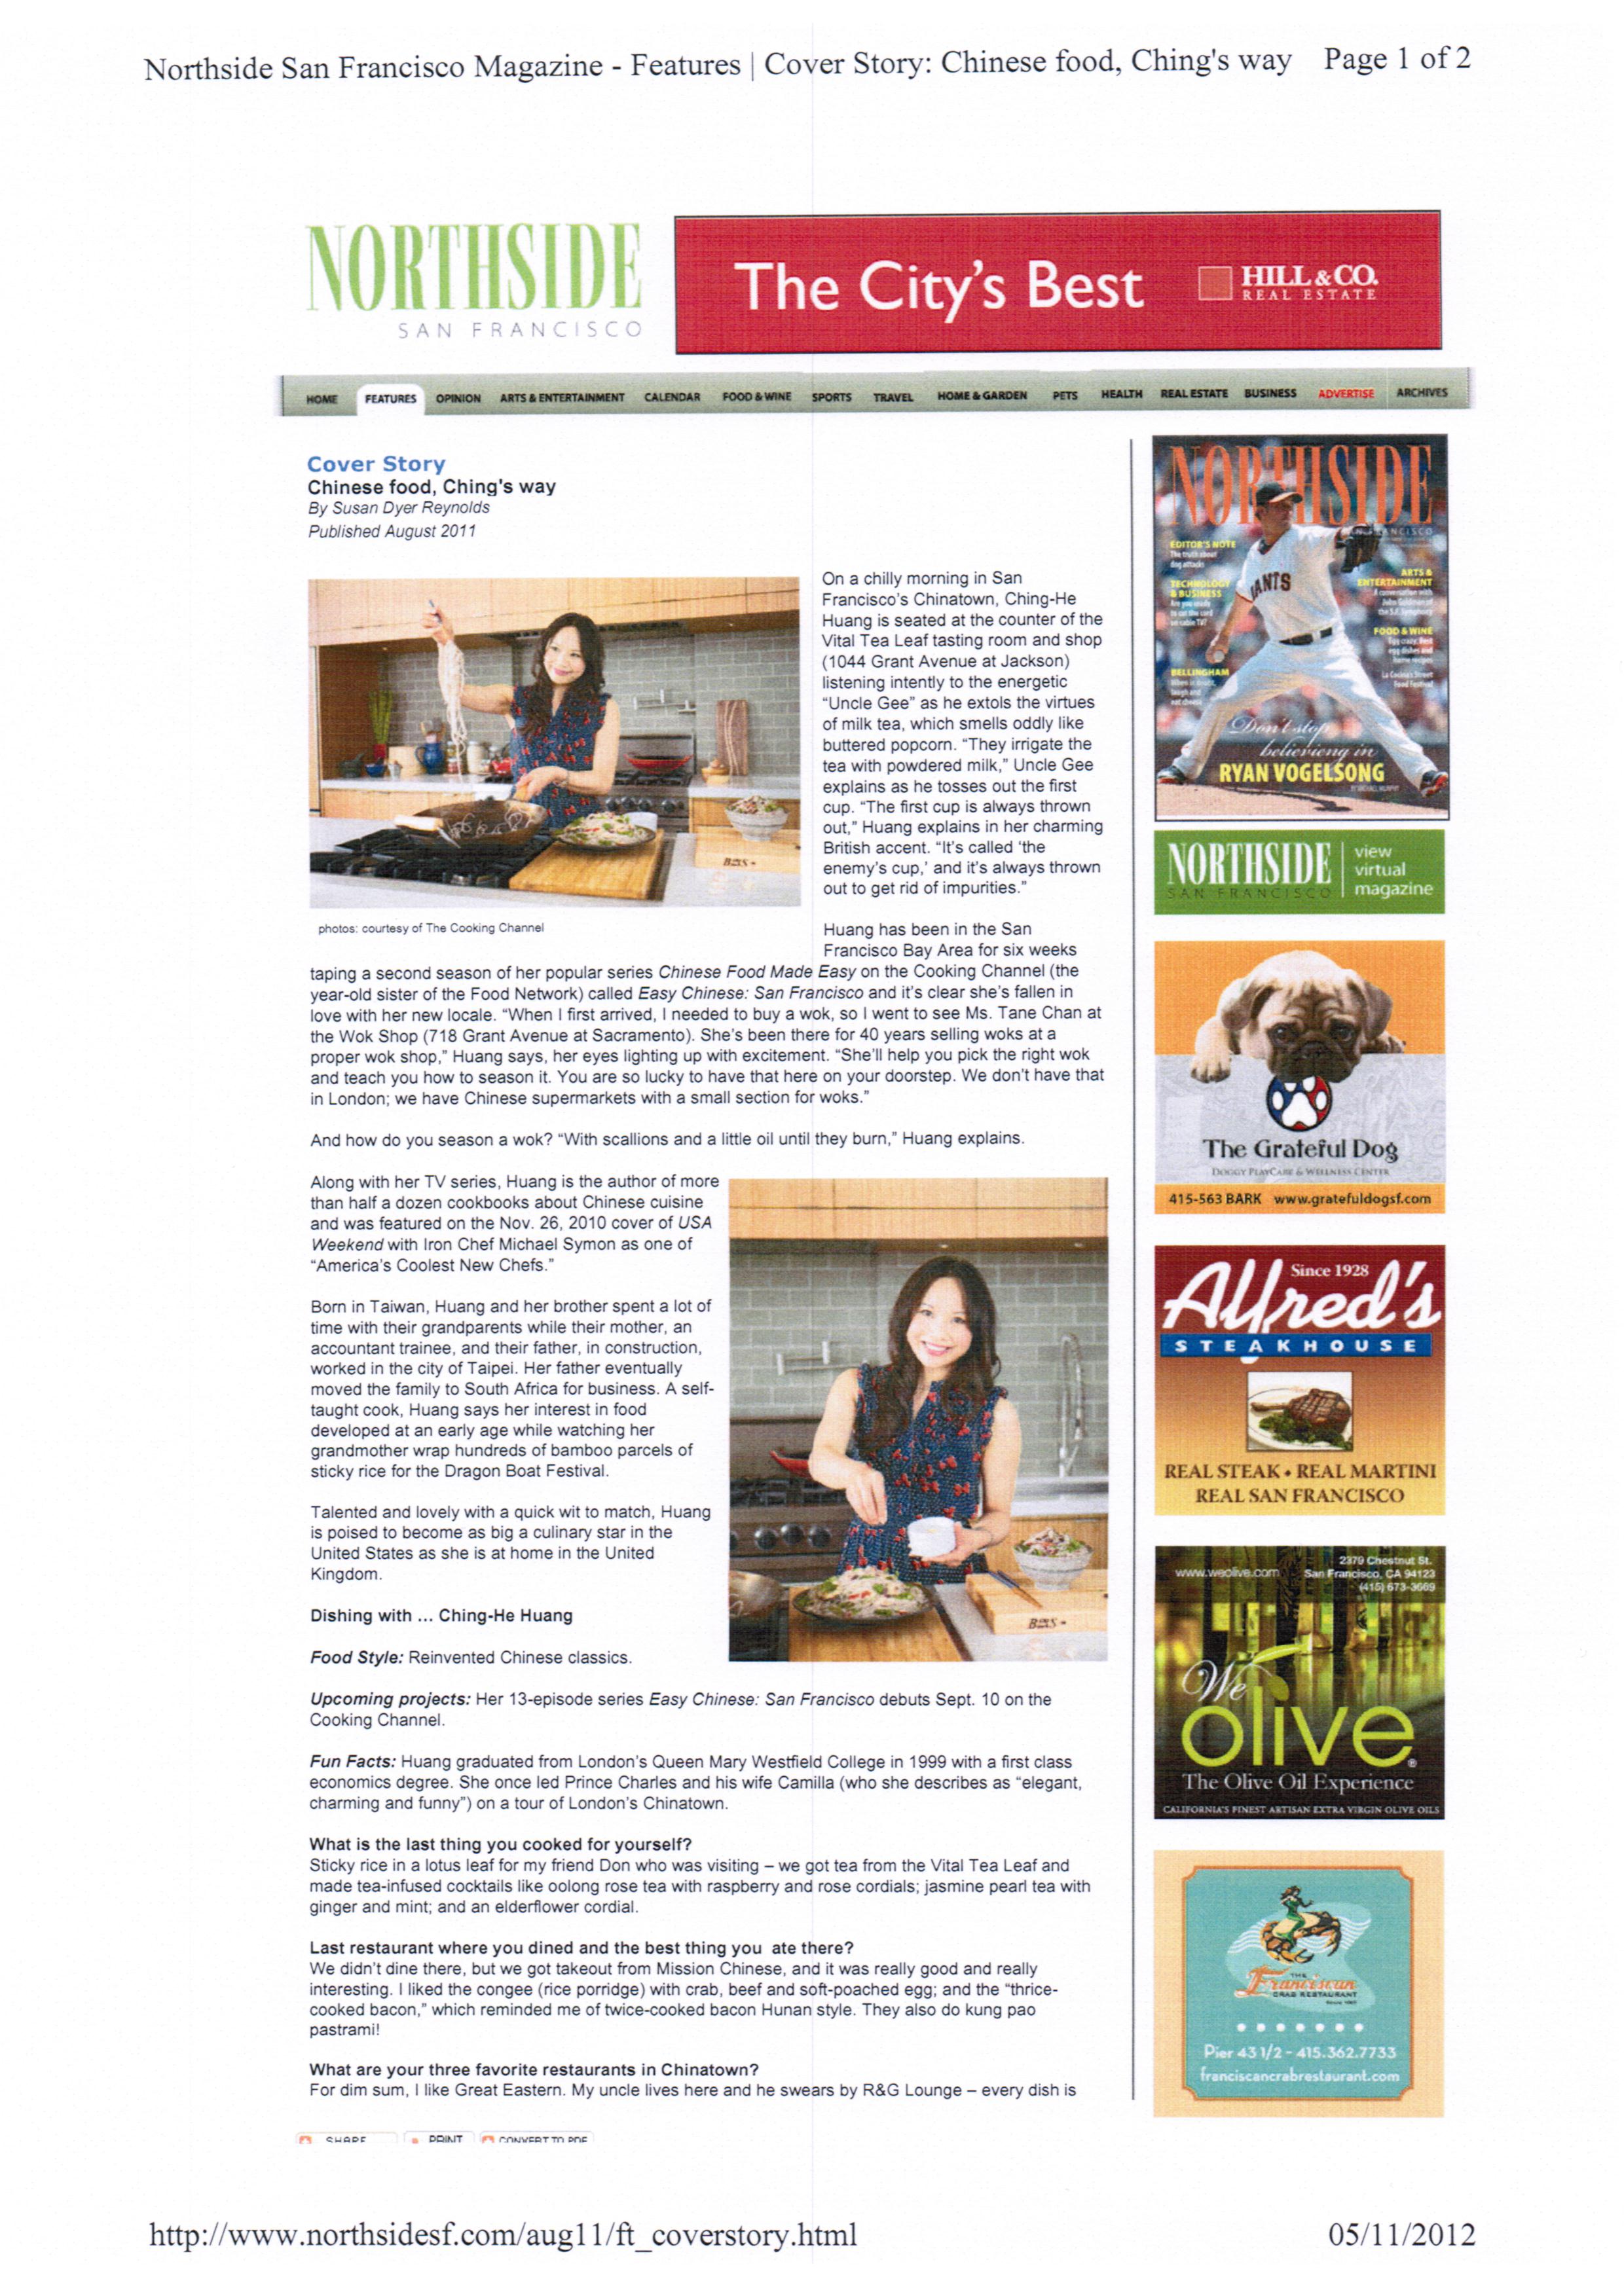 Northside San Francisco Magazine - Features | Cover Story: Chinese food, Ching's way Page 1 of 2
NORTHSIDE
SAN FRANCISCO
The City's Best
HILL & CO.
REAL ESTATE
HOME FEATURES OPINION ARTS & ENTERTAINMENT CALENDAR FOOD & WINE SPORTS TRAVEL HOME & GARDEN PETS HEALTH REAL ESTATE BUSINESS ADVERTISE ARCHIVES
Cover Story
Chinese food, Ching's way
By Susan Dyer Reynolds
Published August 2011
On a chilly morning in San
Francisco's Chinatown, Ching-He
Huang is seated at the counter of the
Vital Tea Leaf tasting room and shop
(1044 Grant Avenue at Jackson)
listening intently to the energetic
“Uncle Gee” as he extols the virtues
of milk tea, which smells oddly like
buttered popcorn. “They irrigate the
tea with powdered milk,” Uncle Gee
explains as he tosses out the first
cup. “The first cup is always thrown
out,” Huang explains in her charming
British accent. “It's called ‘the
enemy's cup,’ and it's always thrown
out to get rid of impurities.”
photos: courtesy of The Cooking Channel
Huang has been in the San
Francisco Bay Area for six weeks
taping a second season of her popular series Chinese Food Made Easy on the Cooking Channel (the
year-old sister of the Food Network) called Easy Chinese: San Francisco and it's clear she's fallen in
love with her new locale. “When I first arrived, I needed to buy a wok, so I went to see Ms. Tane Chan at
the Wok Shop (718 Grant Avenue at Sacramento). She's been there for 40 years selling woks at a
proper wok shop,” Huang says, her eyes lighting up with excitement. “She'll help you pick the right wok
and teach you how to season it. You are so lucky to have that here on your doorstep. We don't have that
in London; we have Chinese supermarkets with a small section for woks.”
And how do you season a wok? “With scallions and a little oil until they burn,” Huang explains.
Along with her TV series, Huang is the author of more
than half a dozen cookbooks about Chinese cuisine
and was featured on the Nov. 26, 2010 cover of USA
Weekend with Iron Chef Michael Symon as one of
“America's Coolest New Chefs.”
Born in Taiwan, Huang and her brother spent a lot of
time with their grandparents while their mother, an
accountant trainee, and their father, in construction,
worked in the city of Taipei. Her father eventually
moved the family to South Africa for business. A self-
taught cook, Huang says her interest in food
developed at an early age while watching her
grandmother wrap hundreds of bamboo parcels of
sticky rice for the Dragon Boat Festival.
Talented and lovely with a quick wit to match, Huang
is poised to become as big a culinary star in the
United States as she is at home in the United
Kingdom.
Dishing with ... Ching-He Huang
Food Style: Reinvented Chinese classics.
Upcoming projects: Her 13-episode series Easy Chinese: San Francisco debuts Sept. 10 on the
Cooking Channel.
Fun Facts: Huang graduated from London's Queen Mary Westfield College in 1999 with a first class
economics degree. She once led Prince Charles and his wife Camilla (who she describes as “elegant,
charming and funny”) on a tour of London's Chinatown.
What is the last thing you cooked for yourself?
Sticky rice in a lotus leaf for my friend Don who was visiting – we got tea from the Vital Tea Leaf and
made tea-infused cocktails like oolong rose tea with raspberry and rose cordials; jasmine pearl tea with
ginger and mint; and an elderflower cordial.
Last restaurant where you dined and the best thing you ate there?
We didn't dine there, but we got takeout from Mission Chinese, and it was really good and really
interesting. I liked the congee (rice porridge) with crab, beef and soft-poached egg; and the “thrice-
cooked bacon,” which reminded me of twice-cooked bacon Hunan style. They also do kung pao
pastrami!
What are your three favorite restaurants in Chinatown?
For dim sum, I like Great Eastern. My uncle lives here and he swears by R&G Lounge – every dish is
SHARE PRINT CONVERT TO PDF
NORTHSIDE
EDITOR'S NOTE
The truth about
dog attacks
TECHNOLOGY
& BUSINESS
Are you ready
to cut the cord
on cable TV?
BELLINGHAM
ARTS &
ENTERTAINMENT
A conversation with
John Goldman of
the S.F. Symphony
FOOD & WINE
Egg crazy: Best
egg dishes and
home recipes
La Cocina's Street
Food Festival
GIANTS
Don't stop
believieng in
RYAN VOGELSONG
NORTHSIDE
SAN FRANCISCO
view
virtual
magazine
The Grateful Dog
DOGGY PLAYCARE & WELLNESS CENTER
415-563 BARK www.gratefuldogsf.com
Since 1928
Alfred's
STEAKHOUSE
REAL STEAK • REAL MARTINI
REAL SAN FRANCISCO
www.weolive.com
2379 Chestnut St.
San Francisco, CA 94123
(415) 673-3669
We
olive®
The Olive Oil Experience
CALIFORNIA'S FINEST ARTISAN EXTRA VIRGIN OLIVE OILS
THE
Franciscan
CRAB RESTAURANT
Pier 43 1/2 - 415.362.7733
franciscancrabrestaurant.com
http://www.northsidesf.com/aug11/ft_coverstory.html
05/11/2012